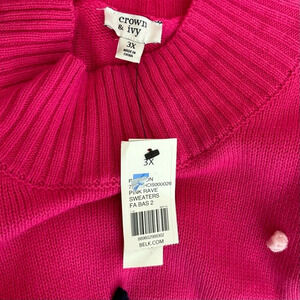 crown
& ivy
3X
MADE IN
CHINA
3X
PINK RAVE
SWEATERS
FA BAS 2
BELK.COM